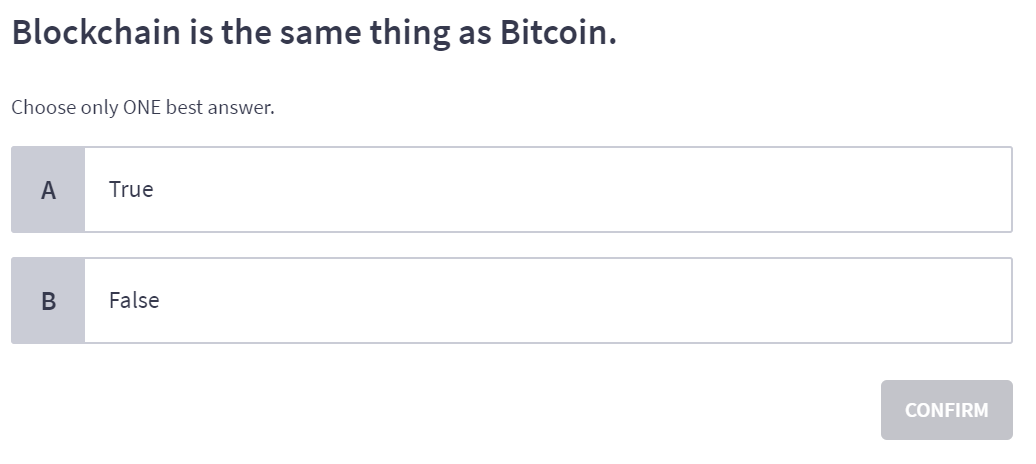 Blockchain is the same thing as Bitcoin.
Choose only ONE best answer.
A True
B False
CONFIRM